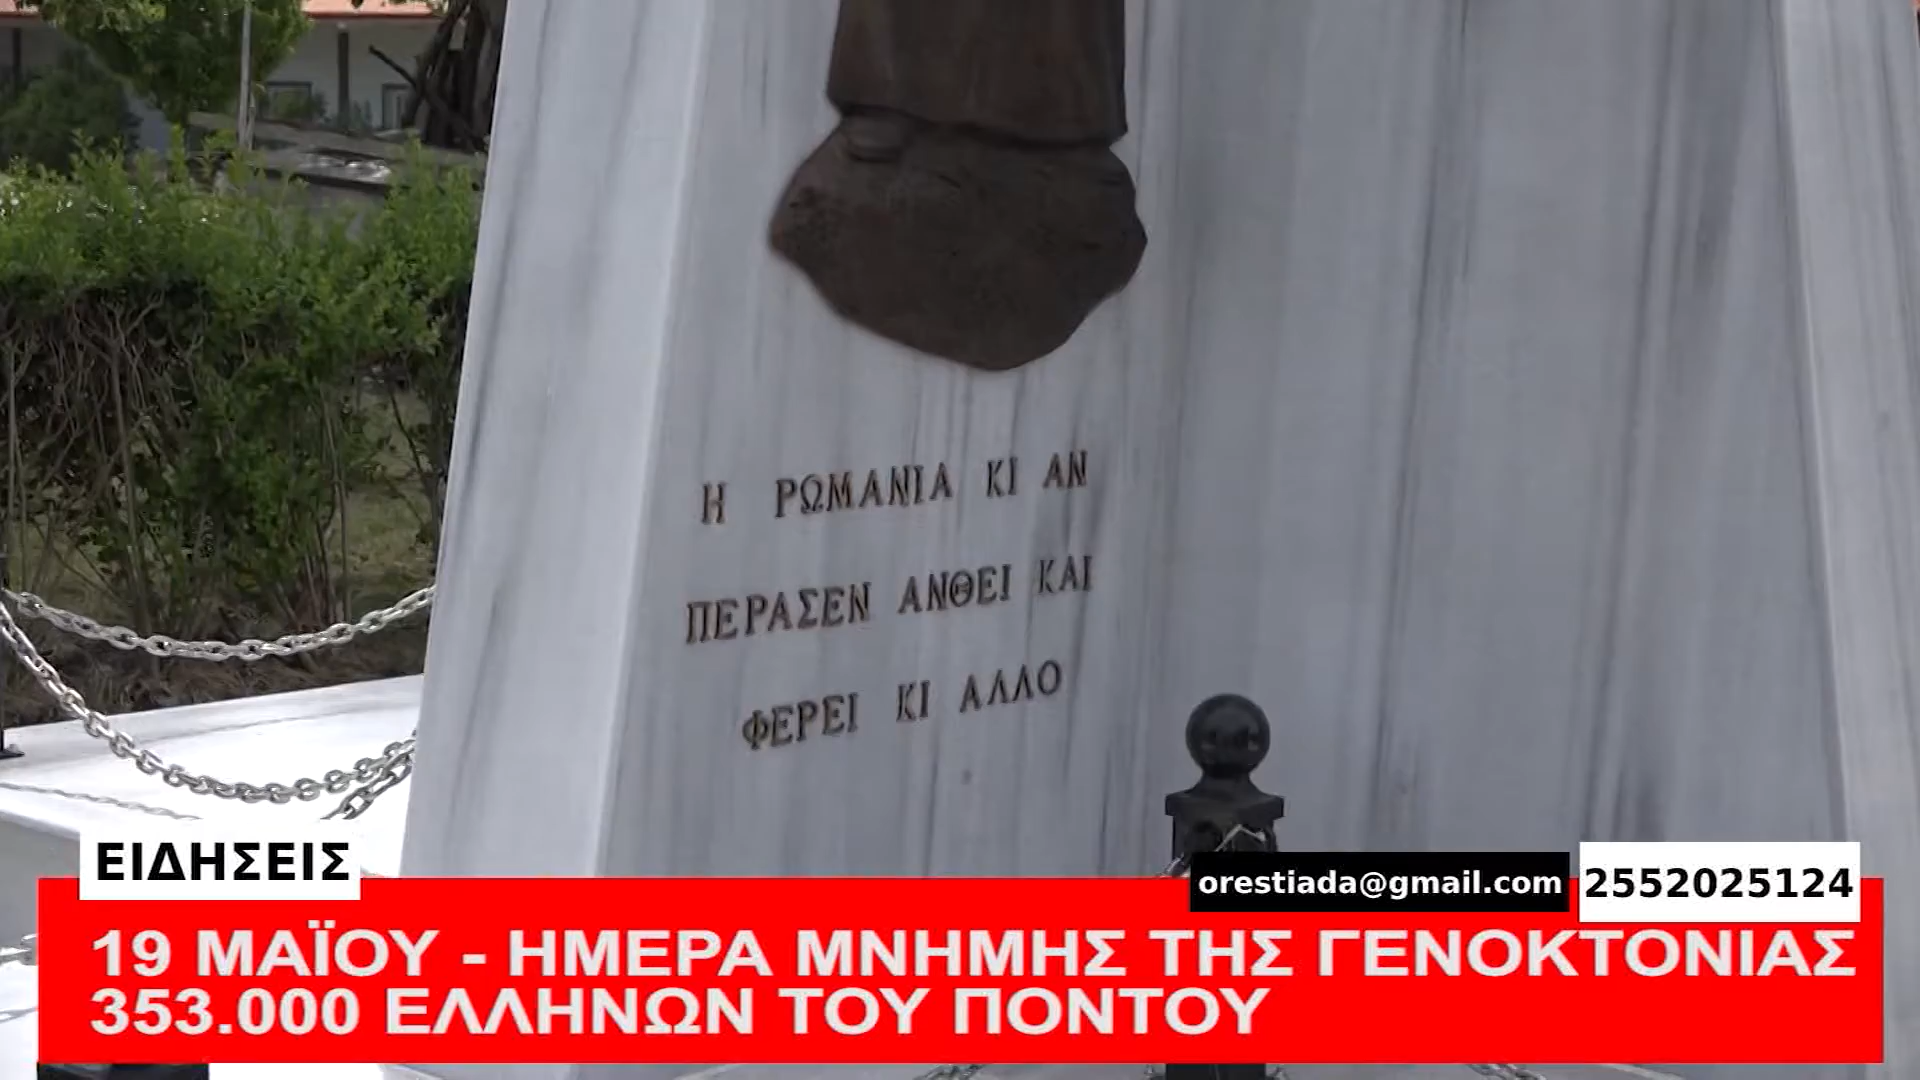 Η ΡΩΜΑΝΙΑ ΚΙ ΑΝ
ΠΕΡΑΣΕΝ ΑΝΘΕΙ ΚΑΙ
ΦΕΡΕΙ ΚΙ ΑΛΛΟ
ΕΙΔΗΣΕΙΣ
orestiada@gmail.com
2552025124
19 ΜΑΪΟΥ - ΗΜΕΡΑ ΜΝΗΜΗΣ ΤΗΣ ΓΕΝΟΚΤΟΝΙΑΣ
353.000 ΕΛΛΗΝΩΝ ΤΟΥ ΠΟΝΤΟΥ